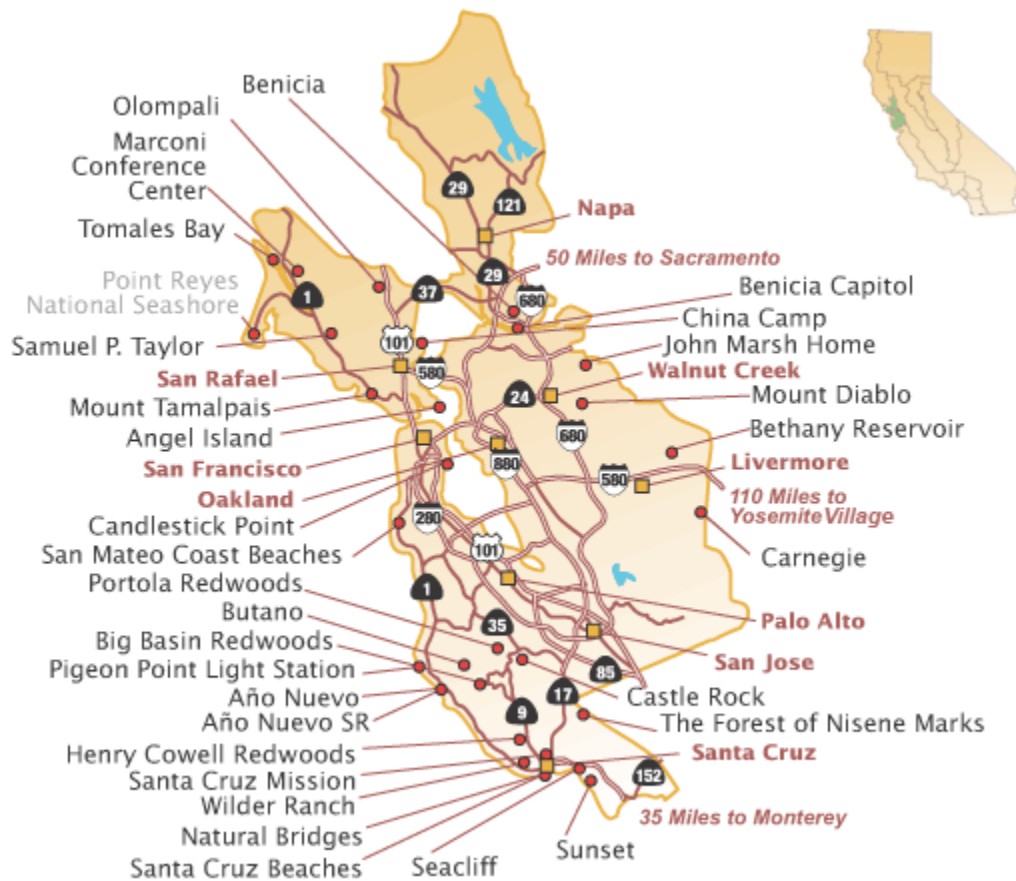 Benicia
Olompali
Marconi
Conference
Center
Tomales Bay
Point Reyes
National Seashore
Samuel P. Taylor
San Rafael
Mount Tamalpais
Angel Island
San Francisco
Oakland
Candlestick Point
San Mateo Coast Beaches
Portola Redwoods
Butano
Big Basin Redwoods
Pigeon Point Light Station
Año Nuevo
Año Nuevo SR
Henry Cowell Redwoods
Santa Cruz Mission
Wilder Ranch
Natural Bridges
Santa Cruz Beaches
Seacliff
Sunset
29
121
Napa
50 Miles to Sacramento
29
37
680
1
101
580
Benicia Capitol
China Camp
John Marsh Home
Walnut Creek
24
Mount Diablo
680
Bethany Reservoir
880
580
Livermore
110 Miles to
Yosemite Village
280
Carnegie
101
1
35
Palo Alto
San Jose
85
17
Castle Rock
9
The Forest of Nisene Marks
Santa Cruz
152
35 Miles to Monterey